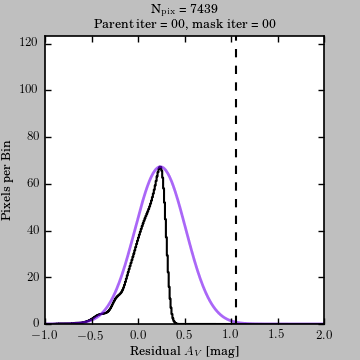 N_pix = 7439
Parent iter = 00, mask iter = 00
120
100
80
60
40
20
0
Pixels per Bin
−1.0 −0.5 0.0 0.5 1.0 1.5 2.0
Residual A_V [mag]